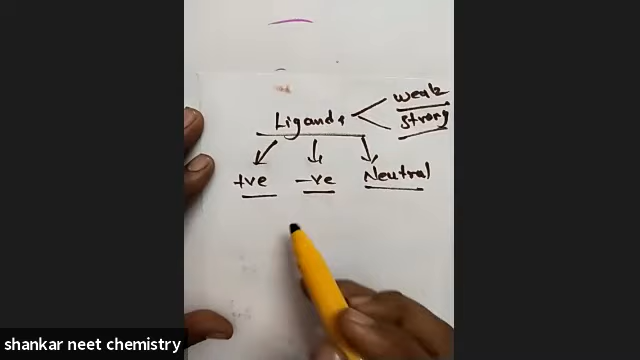 weak
Ligands
strong
+ve -ve Neutral
shankar neet chemistry